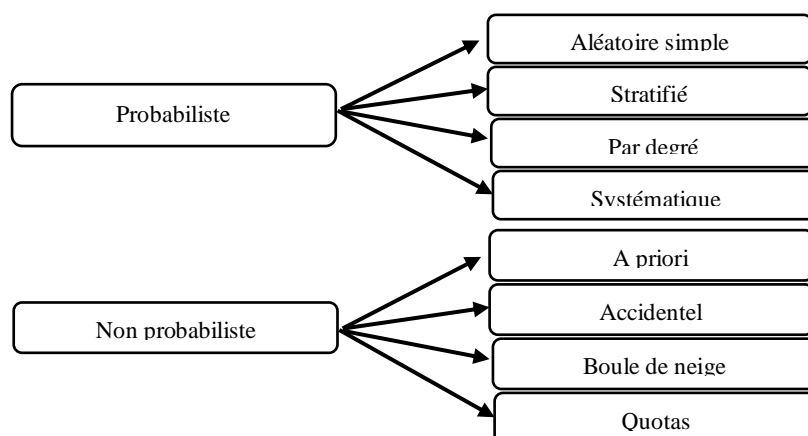 Probabiliste
Aléatoire simple
Stratifié
Par degré
Systématique
Non probabiliste
A priori
Accidentel
Boule de neige
Quotas